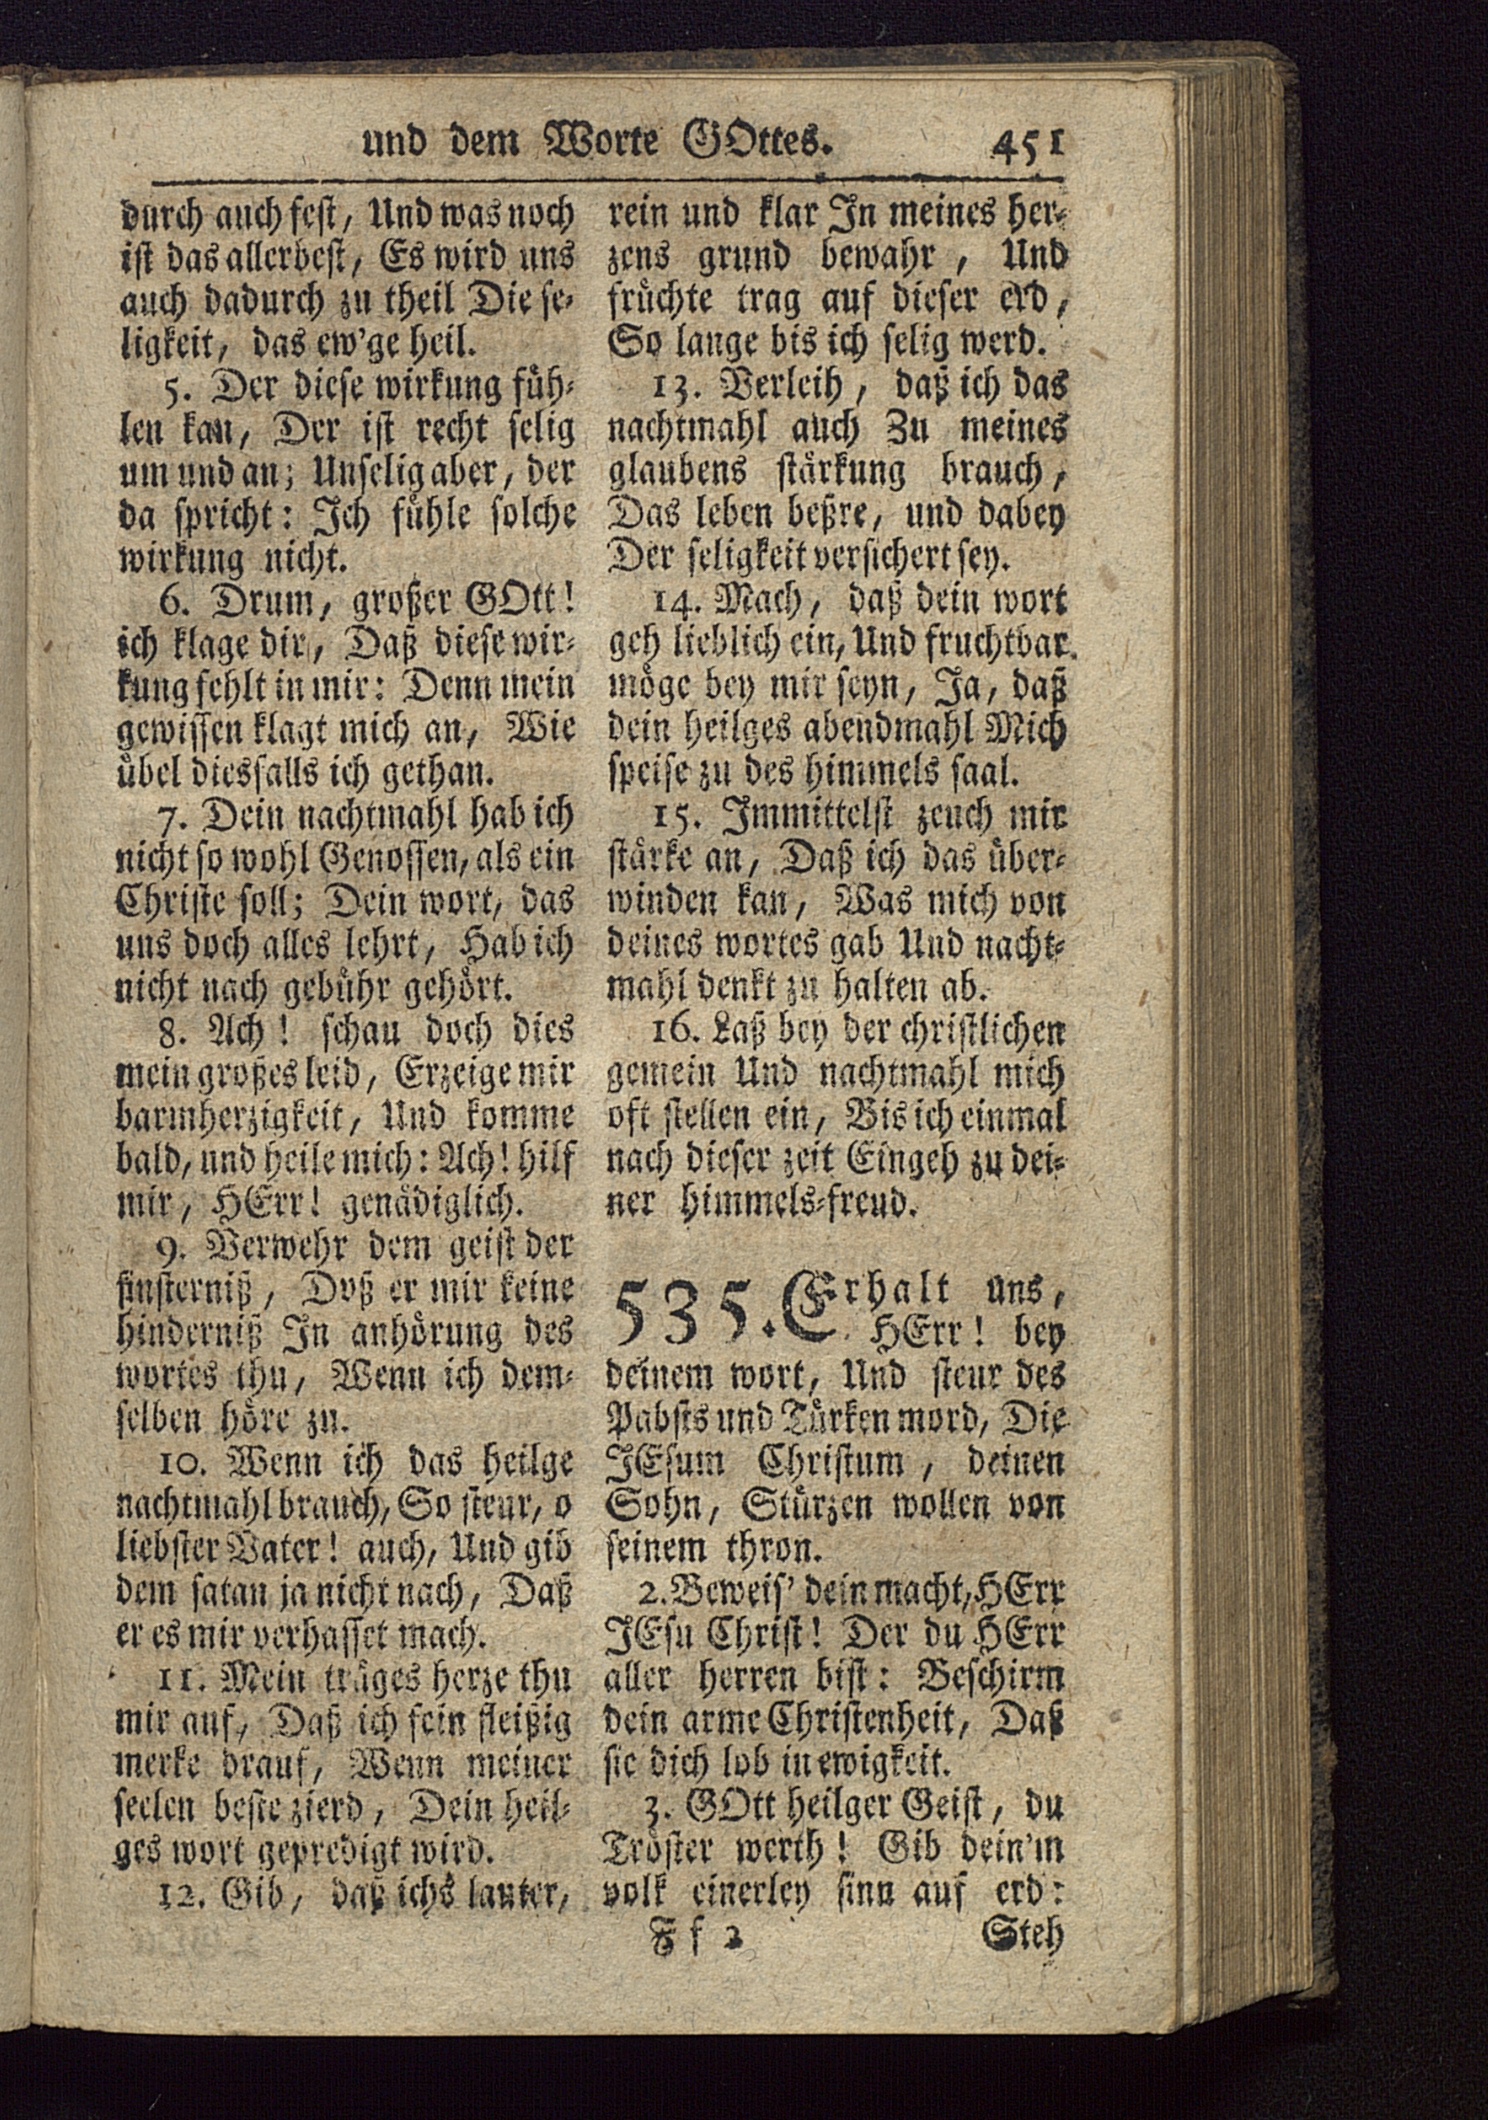 und dem Worte GOttes. 451
durch auch fest, Und was noch
ist das allerbest, Es wird uns
auch dadurch zu theil Die se-
ligkeit, das ew'ge heil.
5. Der diese wirkung füh-
len kan, Der ist recht selig
um und an; Unselig aber, der
da spricht: Ich fühle solche
wirkung nicht.
6. Drum, großer GOtt!
ich klage dir, Daß diese wir-
kung fehlt in mir: Denn mein
gewissen klagt mich an, Wie
übel diesfalls ich gethan.
7. Dein nachtmahl hab ich
nicht so wohl Genossen, als ein
Christe soll; Dein wort, das
uns doch alles lehrt, Hab ich
nicht nach gebühr gehört.
8. Ach! schau doch dies
mein großes leid, Erzeige mir
barmherzigkeit, Und komme
bald, und heile mich: Ach! hilf
mir, HErr! genädiglich.
9. Verwehr dem geist der
finsterniß, Doß er mir keine
hinderniß In anhörung des
wortes thu, Wenn ich dem-
selben höre zu.
10. Wenn ich das heilge
nachtmahl brauch, So steur, o
liebster Vater! auch, Und gib
dem satan ja nicht nach, Daß
er es mir verhasset mach.
11. Mein träges herze thu
mir auf, Daß ich fein fleißig
merke drauf, Wenn meiner
seelen beste zierd, Dein heil-
ges wort gepredigt wird.
12. Gib, daß ichs lauter,
rein und klar In meines her-
zens grund bewahr, Und
früchte trag auf dieser erd,
So lange bis ich selig werd.
13. Verleih, daß ich das
nachtmahl auch Zu meines
glaubens stärkung brauch,
Das leben beßre, und dabey
Der seligkeit versichert sey.
14. Mach, daß dein wort
geh lieblich ein, Und fruchtbar
möge bey mir seyn, Ja, daß
dein heilges abendmahl Mich
speise zu des himmels saal.
15. Immittelst zeuch mir
stärke an, Daß ich das über-
winden kan, Was mich von
deines wortes gab Und nacht-
mahl denkt zu halten ab.
16. Laß bey der christlichen
gemein Und nachtmahl mich
oft stellen ein, Bis ich einmal
nach dieser zeit Eingeh zu dei-
ner himmels-freud.
535. Erhalt uns,
HErr! bey
deinem wort, Und steur des
Pabsts und Türken mord, Die
JEsum Christum, deinen
Sohn, Stürzen wollen von
seinem thron.
2. Beweis' dein macht, HErr
JEsu Christ! Der du HErr
aller herren bist: Beschirm
dein arme Christenheit, Daß
sie dich lob in ewigkeit.
3. GOtt heilger Geist, du
Tröster werth! Gib dein'm
volk einerley sinn auf erd:
Ff 2 Steh